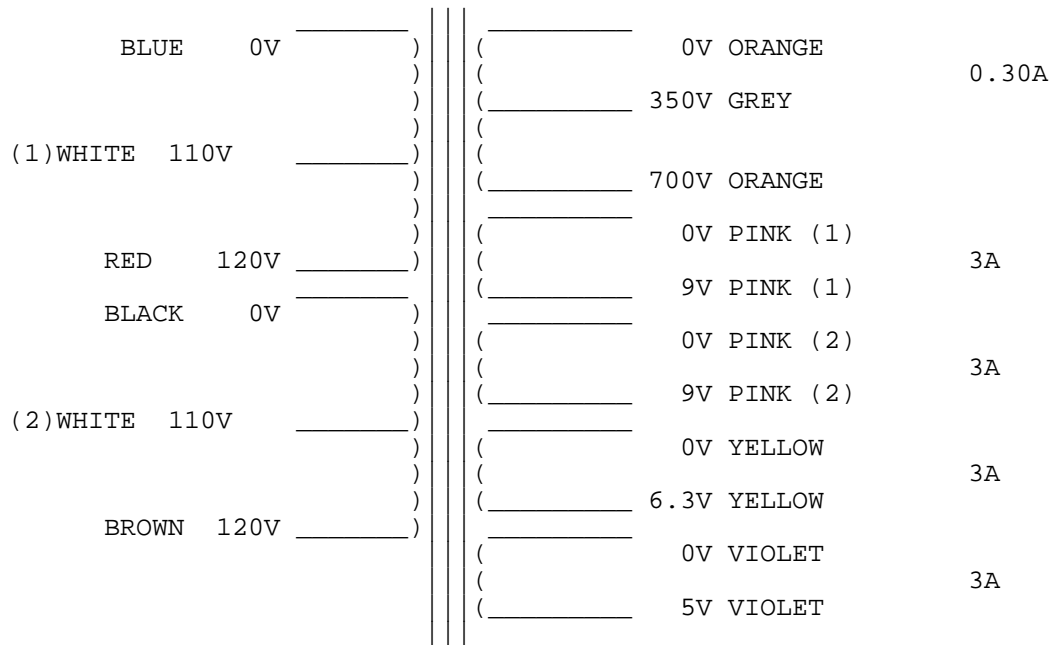 BLUE 0V 0V ORANGE
0.30A
350V GREY
(1)WHITE 110V
700V ORANGE
0V PINK (1)
RED 120V 3A
9V PINK (1)
BLACK 0V
0V PINK (2)
3A
9V PINK (2)
(2)WHITE 110V
0V YELLOW
3A
6.3V YELLOW
BROWN 120V
0V VIOLET
3A
5V VIOLET